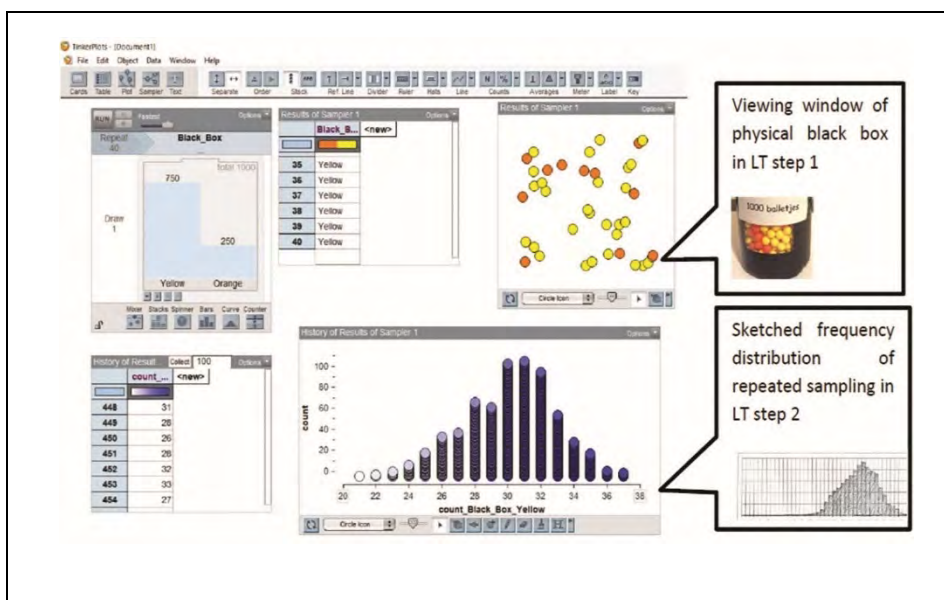 TinkerPlots - [Document1]
File Edit Object Data Window Help
Cards Table Plot Sampler Text
Separate Order Stack Ref. Line Divider Ruler Hats Line Counts Averages Meter Label Key
RUN Fastest Options
Repeat 40 Black_Box
total 1000
750
Draw
1
250
Yellow Orange
Mixer Stacks Spinner Bars Curve Counter
Results of Sampler 1 Options
Black_B... <new>
35 Yellow
36 Yellow
37 Yellow
38 Yellow
39 Yellow
40 Yellow
Results of Sampler 1 Options
Circle Icon
Viewing window of
physical black box
in LT step 1
1000 balletjes
History of Result Collect 100 Options
count_... <new>
448 31
449 28
450 26
451 28
452 32
453 33
454 27
History of Results of Sampler 1 Options
count
100
80
60
40
20
0
20 22 24 26 28 30 32 34 36 38
count_Black_Box_Yellow
Circle Icon
Sketched frequency
distribution of
repeated sampling in
LT step 2